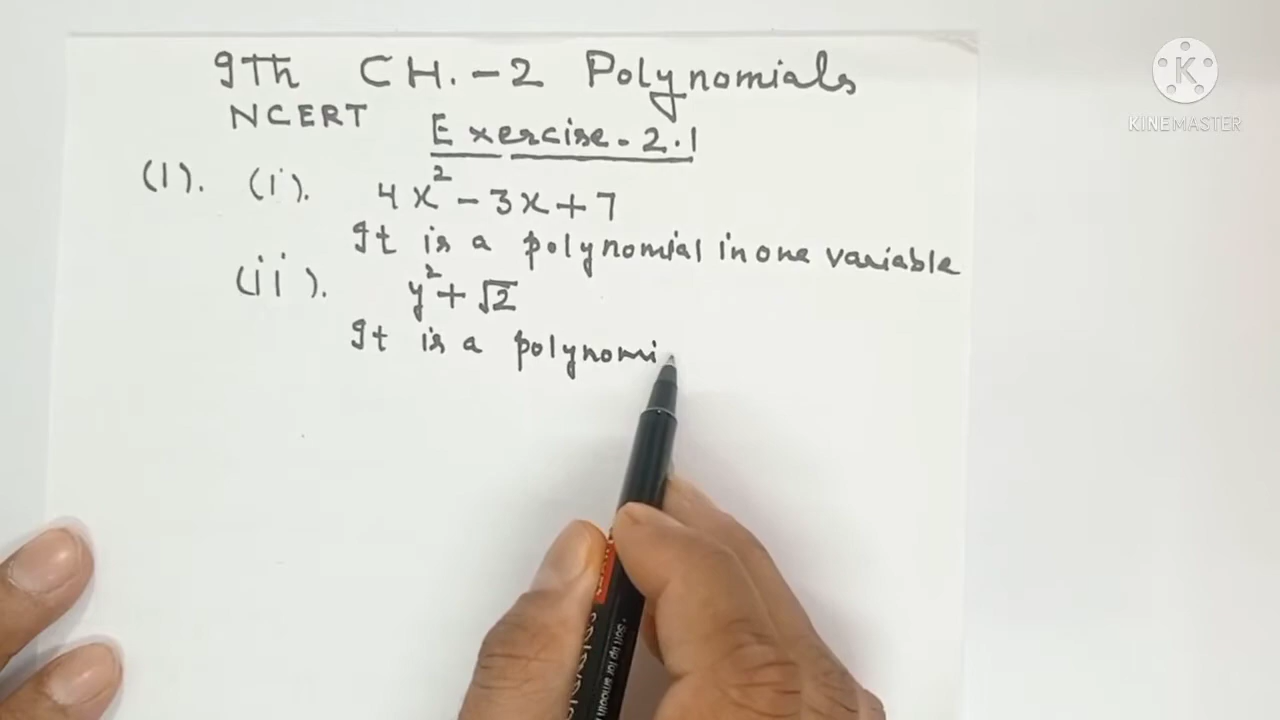 9Th CH.-2 Polynomials
NCERT
Exercise-2.1
(1). (i). 4x²-3x+7
It is a polynomial in one variable
(ii). y²+√2
It is a polynomi
K
KINEMASTER